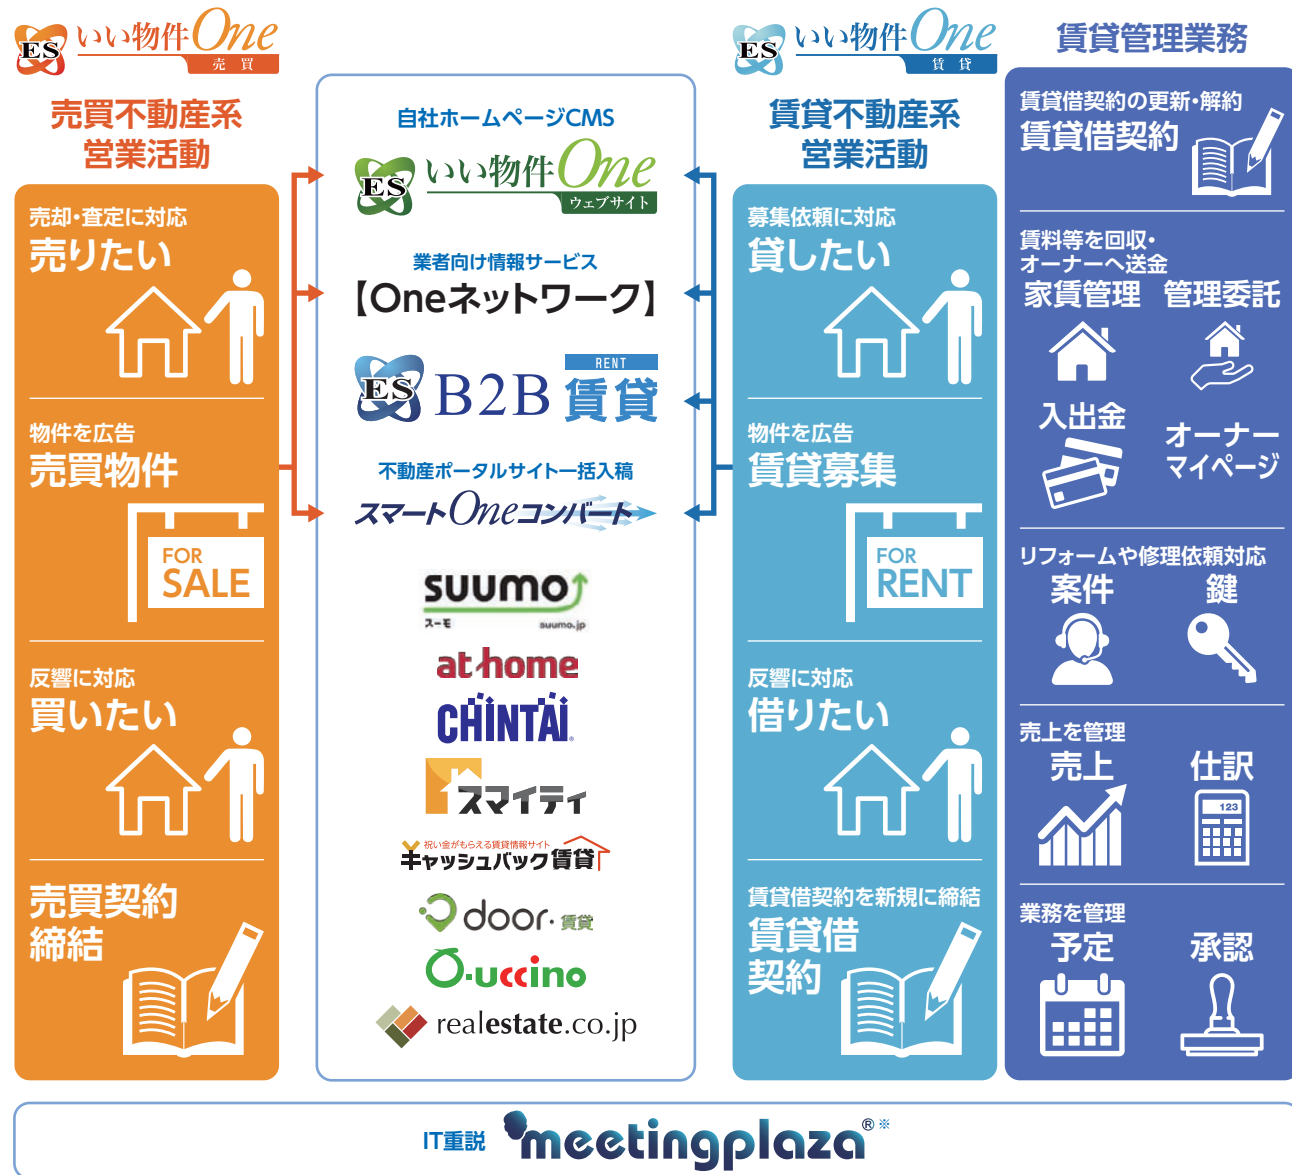 ES いい物件One
売買
売買不動産系
営業活動
売却・査定に対応
売りたい
物件を広告
売買物件
FOR
SALE
反響に対応
買いたい
売買契約
締結
自社ホームページCMS
ES いい物件One
ウェブサイト
業者向け情報サービス
【Oneネットワーク】
ES B2B RENT 賃貸
不動産ポータルサイト一括入稿
スマートOneコンバート
suumo
スーモ suumo.jp
at home
CHINTAI
スマイティ
祝い金がもらえる賃貸情報サイト
キャッシュバック賃貸
door 賃貸
O-uccino
realestate.co.jp
ES いい物件One
賃貸
賃貸不動産系
営業活動
募集依頼に対応
貸したい
物件を広告
賃貸募集
FOR
RENT
反響に対応
借りたい
賃貸借契約を新規に締結
賃貸借
契約
賃貸管理業務
賃貸借契約の更新・解約
賃貸借契約
賃料等を回収・
オーナーへ送金
家賃管理 管理委託
入出金 オーナー
マイページ
リフォームや修理依頼対応
案件 鍵
売上を管理
売上 仕訳
123
業務を管理
予定 承認
IT重説 meetingplaza®※